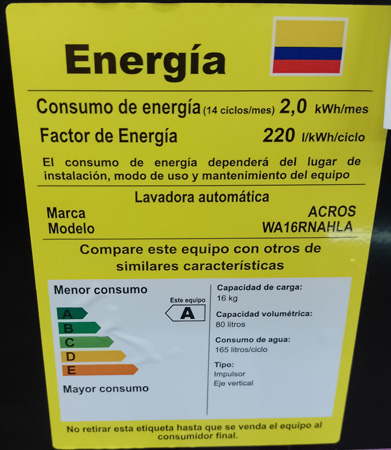 Energía
Consumo de energía (14 ciclos/mes) 2,0 kWh/mes
Factor de Energía 220 l/kWh/ciclo
El consumo de energía dependerá del lugar de
instalación, modo de uso y mantenimiento del equipo
Lavadora automática
Marca ACROS
Modelo WA16RNAHLA
Compare este equipo con otros de
similares características
Menor consumo
Este equipo
A A
B
C
D
E
Mayor consumo
Capacidad de carga:
16 kg
Capacidad volumétrica:
80 litros
Consumo de agua:
165 litros/ciclo
Tipo:
Impulsor
Eje vertical
No retirar esta etiqueta hasta que se venda el equipo al
consumidor final.